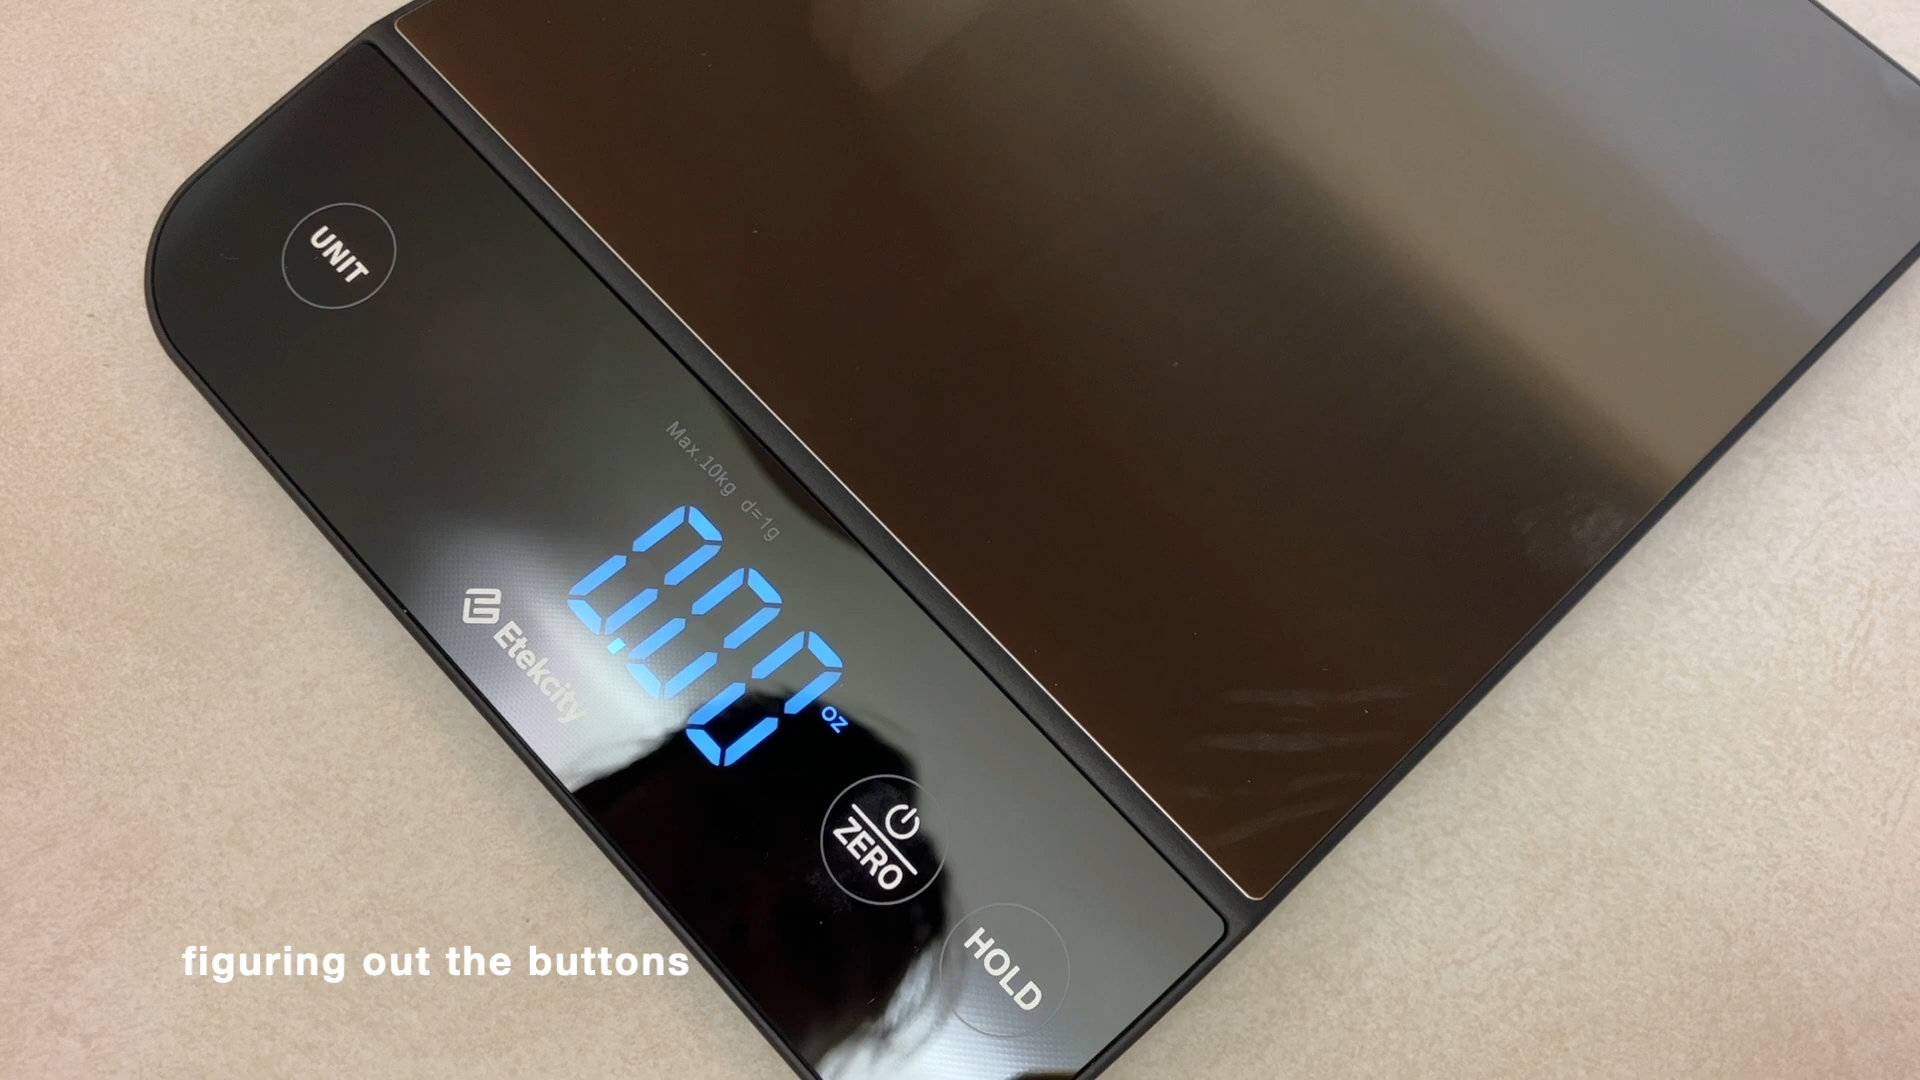 UNIT
Max.10kg d=1g
0.00 oz
Etekcity
ZERO
HOLD
figuring out the buttons